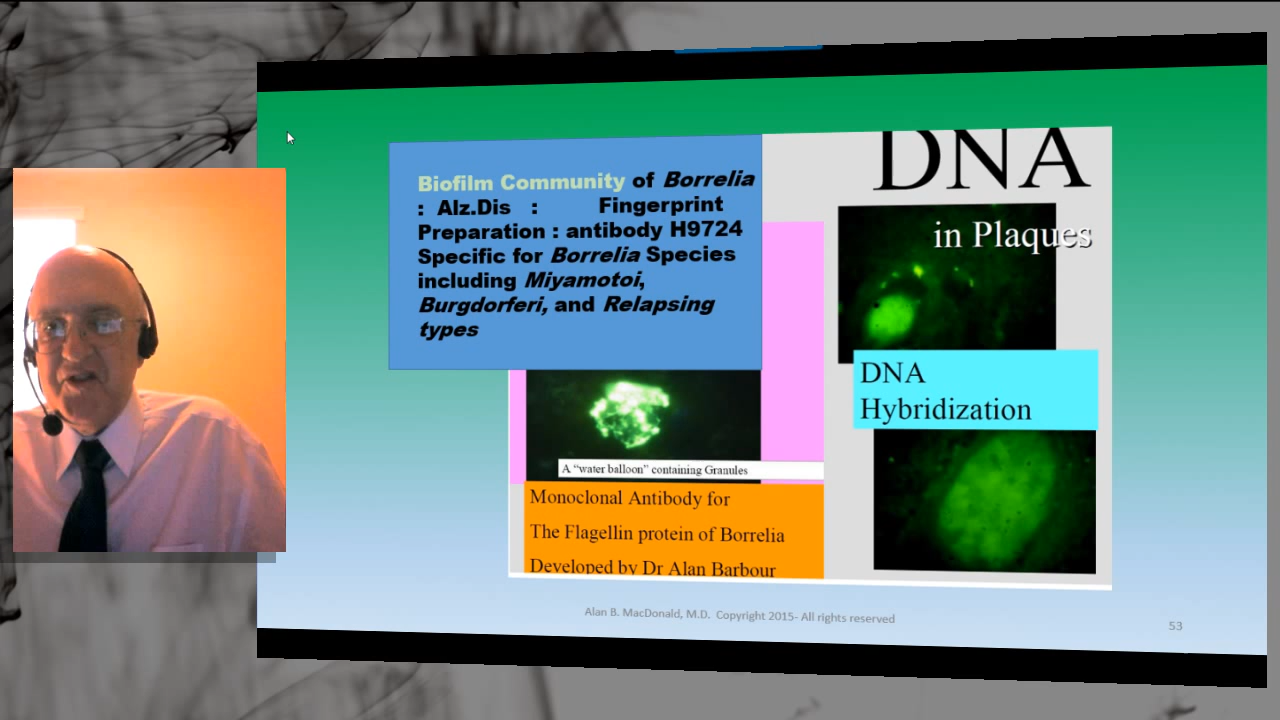 Biofilm Community of Borrelia
: Alz.Dis : Fingerprint
Preparation : antibody H9724
Specific for Borrelia Species
including Miyamotoi,
Burgdorferi, and Relapsing
types
DNA
in Plaques
DNA
Hybridization
A “water balloon” containing Granules
Monoclonal Antibody for
The Flagellin protein of Borrelia
Developed by Dr Alan Barbour
Alan B. MacDonald, M.D. Copyright 2015- All rights reserved
53